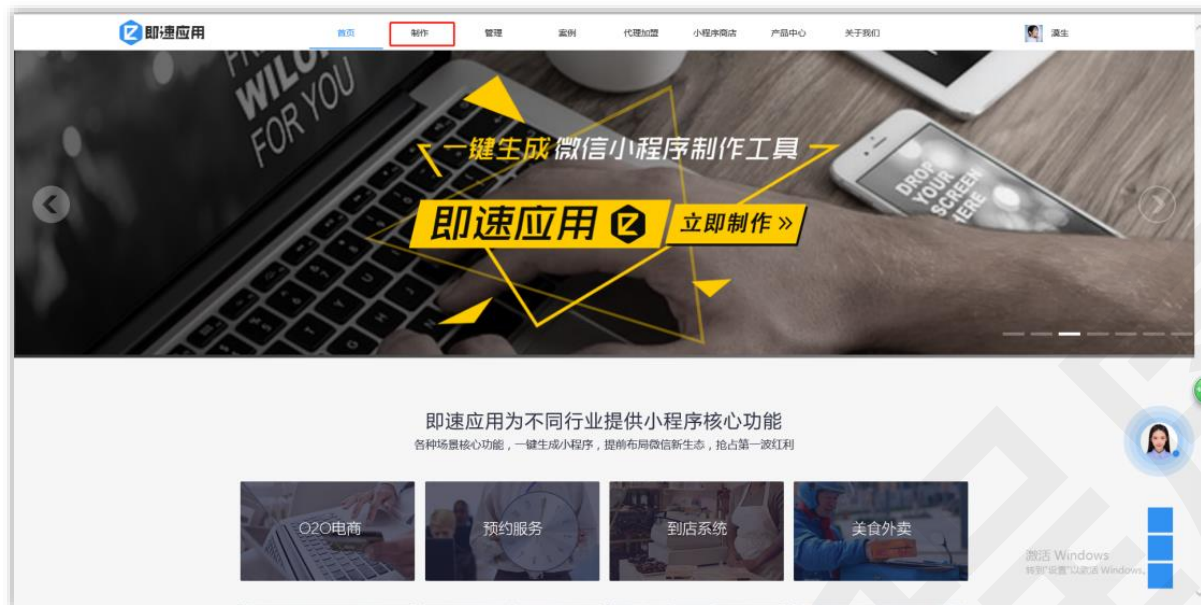 即速应用
首页 制作 管理 案例 代理加盟 小程序商店 产品中心 关于我们 漠生
WILL
FOR YOU
一键生成微信小程序制作工具
DROP
YOUR
SCREEN
HERE
即速应用 立即制作 »
即速应用为不同行业提供小程序核心功能
各种场景核心功能，一键生成小程序，提前布局微信新生态，抢占第一波红利
O2O电商 预约服务 到店系统 美食外卖
激活 Windows
转到"设置"以激活 Windows。